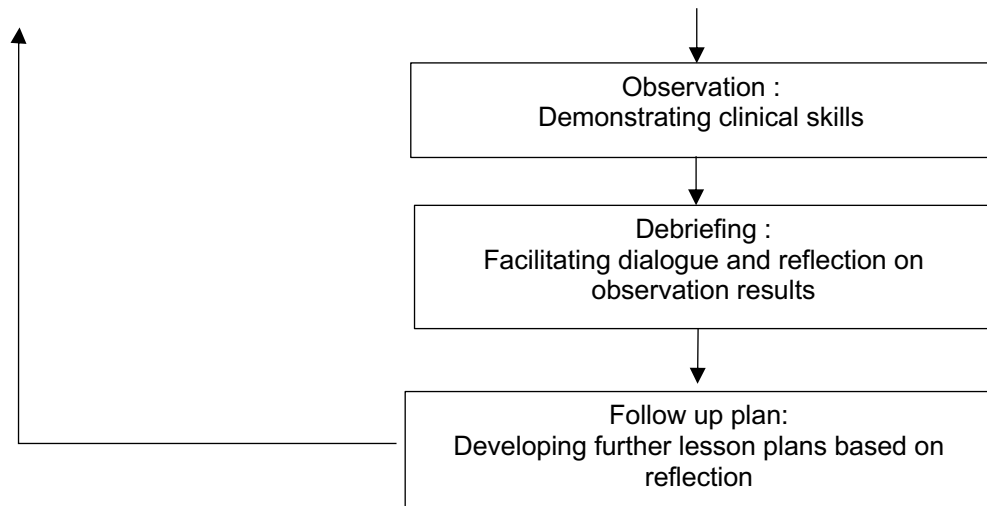 Observation :
Demonstrating clinical skills
Debriefing :
Facilitating dialogue and reflection on
observation results
Follow up plan:
Developing further lesson plans based on
reflection